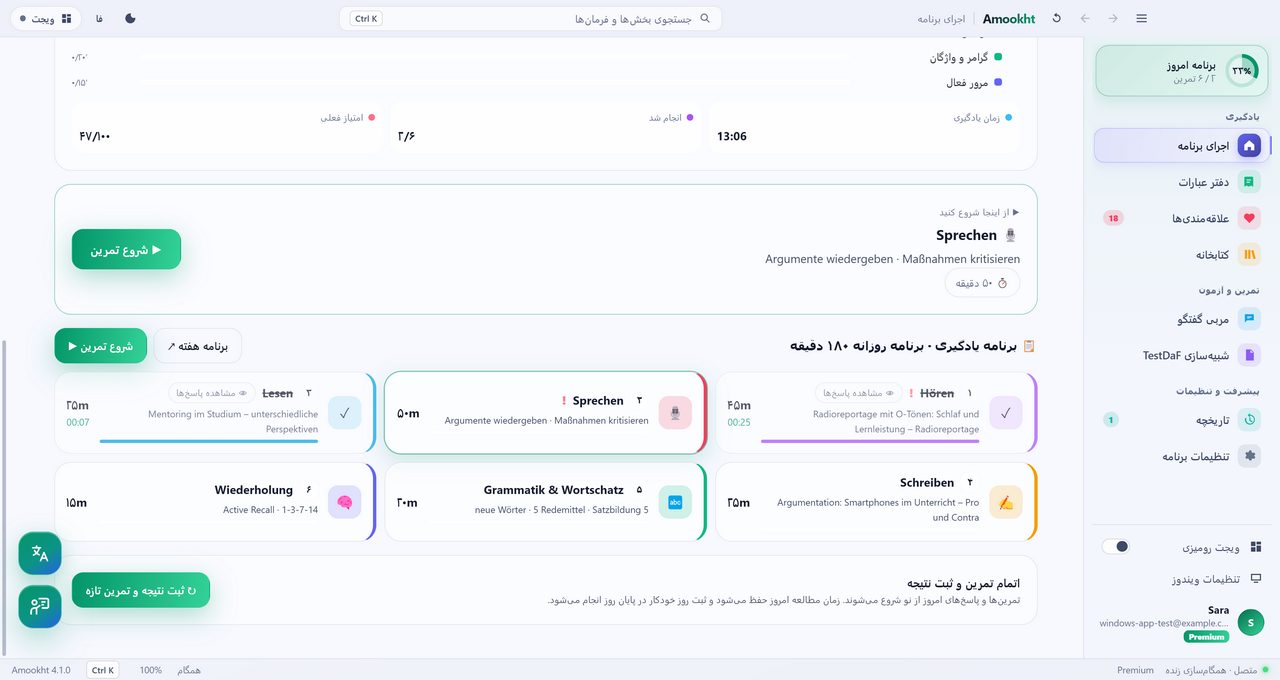 Amookht
اجرای برنامه
جستجوی بخش‌ها و فرمان‌ها
Ctrl K
فا
ویجت
برنامه امروز
۲ / ۶ تمرین
۳۳%
یادگیری
اجرای برنامه
دفتر عبارات
علاقه‌مندی‌ها
18
کتابخانه
تمرین و آزمون
مربی گفتگو
شبیه‌سازی TestDaF
پیشرفت و تنظیمات
تاریخچه
1
تنظیمات برنامه
ویجت رومیزی
تنظیمات ویندوز
Sara
windows-app-test@example.c...
Premium
S
گرامر و واژگان
۰/۲۰′
مرور فعال
۰/۱۵′
زمان یادگیری
13:06
انجام شد
۲/۶
امتیاز فعلی
۴۷/۱۰۰
▶ از اینجا شروع کنید
Sprechen
Argumente wiedergeben · Maßnahmen kritisieren
۵۰ دقیقه
▶ شروع تمرین
برنامه یادگیری · برنامه روزانه ۱۸۰ دقیقه
برنامه هفته ↗
شروع تمرین ▶
۱ Hören ! مشاهده پاسخ‌ها
Radioreportage mit O-Tönen: Schlaf und
Lernleistung – Radioreportage
۴۵m
00:25
✓
۳ Sprechen !
Argumente wiedergeben · Maßnahmen kritisieren
۵۰m
۲ Lesen مشاهده پاسخ‌ها
Mentoring im Studium – unterschiedliche
Perspektiven
۲۵m
00:07
✓
۴ Schreiben
Argumentation: Smartphones im Unterricht – Pro
und Contra
۳۵m
۵ Grammatik & Wortschatz
neue Wörter · 5 Redemittel · Satzbildung 5
abc
۲۰m
۶ Wiederholung
Active Recall · 1-3-7-14
۱۵m
اتمام تمرین و ثبت نتیجه
تمرین‌ها و پاسخ‌های امروز از نو شروع می‌شوند. زمان مطالعه امروز حفظ می‌شود و ثبت روز خودکار در پایان روز انجام می‌شود.
↻ ثبت نتیجه و تمرین تازه
متصل · همگام‌سازی زنده
Premium
همگام
100%
Ctrl K
Amookht 4.1.0